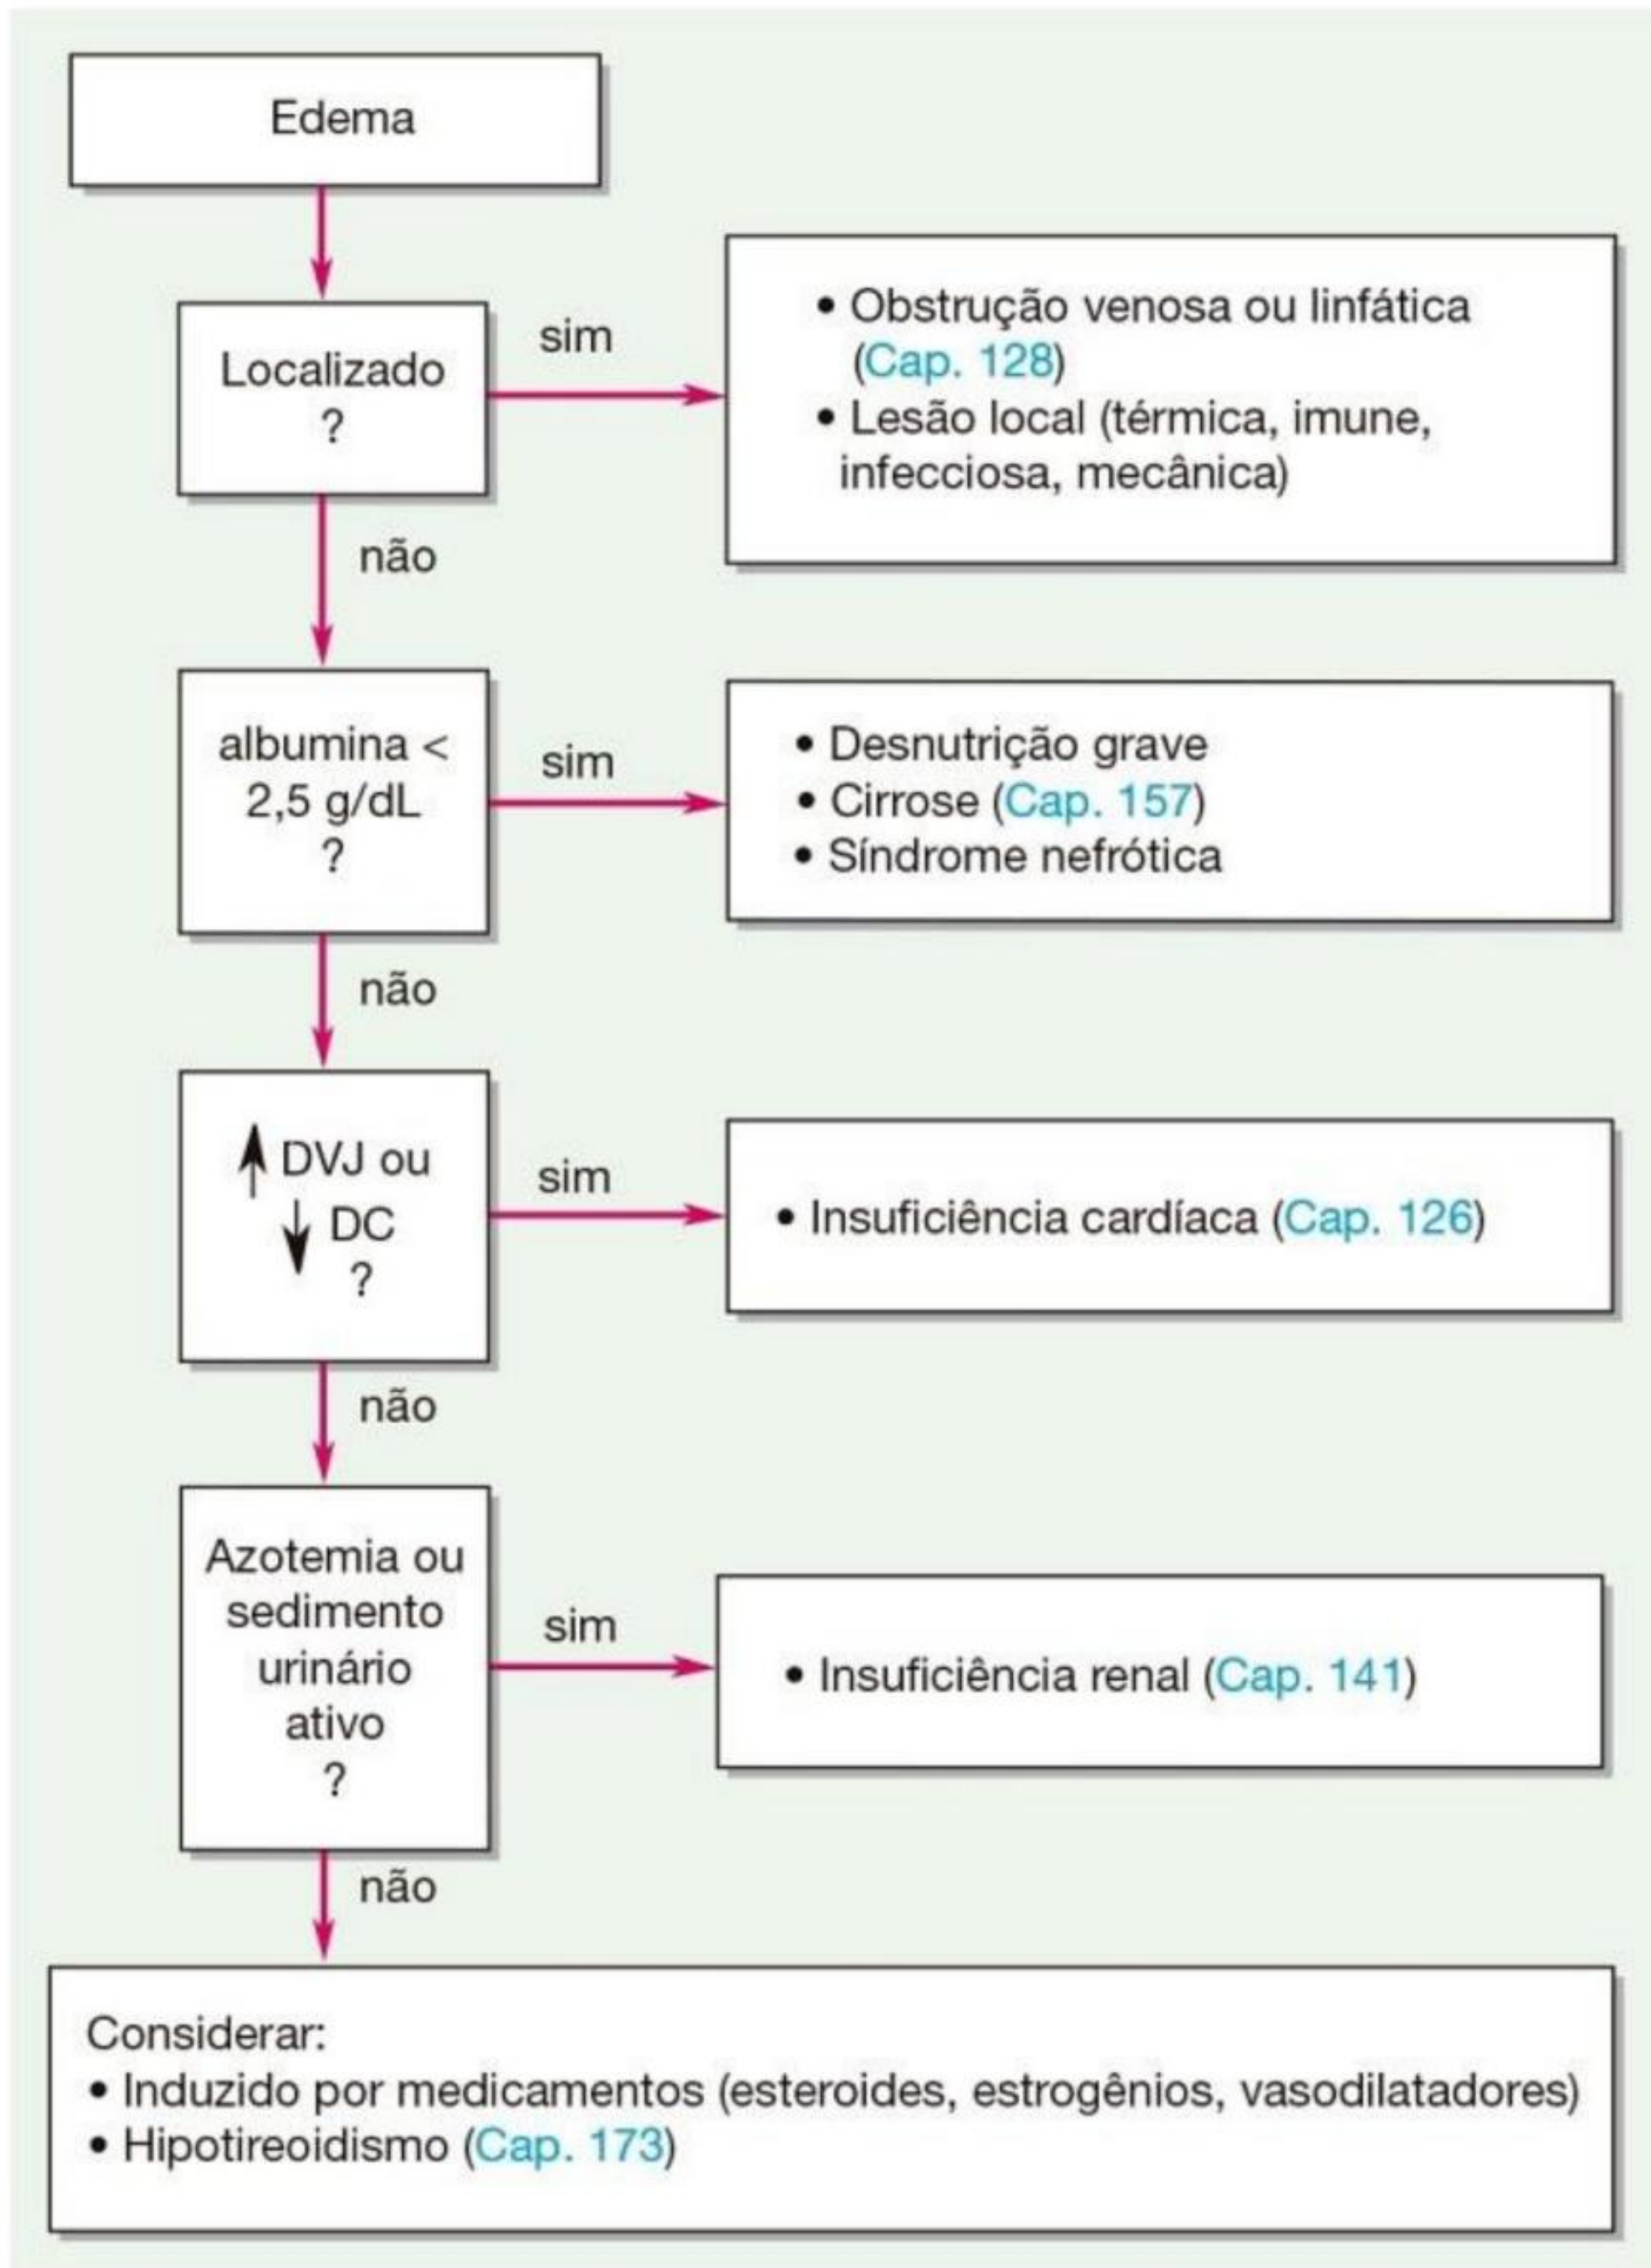 Edema
Localizado
?
sim
• Obstrução venosa ou linfática
(Cap. 128)
• Lesão local (térmica, imune,
infecciosa, mecânica)
não
albumina <
2,5 g/dL
?
sim
• Desnutrição grave
• Cirrose (Cap. 157)
• Síndrome nefrótica
não
↑ DVJ ou
↓ DC
?
sim
• Insuficiência cardíaca (Cap. 126)
não
Azotemia ou
sedimento
urinário
ativo
?
sim
• Insuficiência renal (Cap. 141)
não
Considerar:
• Induzido por medicamentos (esteroides, estrogênios, vasodilatadores)
• Hipotireoidismo (Cap. 173)